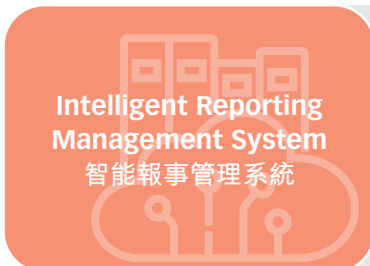 Intelligent Reporting
Management System
智能報事管理系統